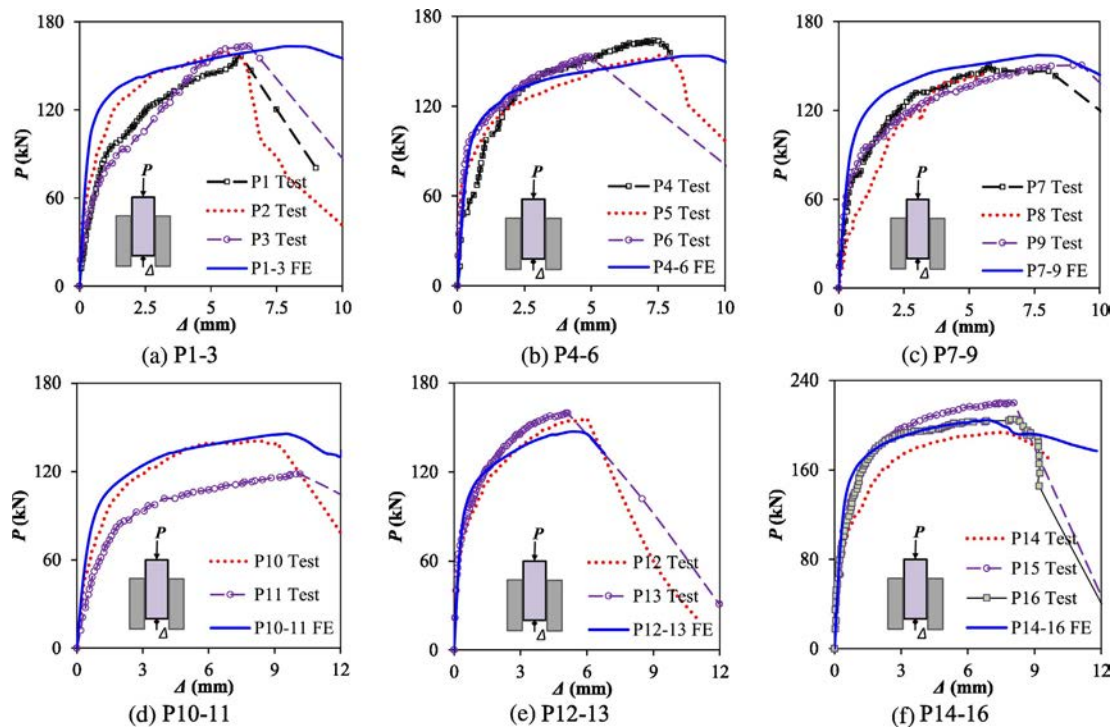 180
120
60
0
P (kN)
0
2.5
5
7.5
10
Δ (mm)
P
Δ
P1 Test
P2 Test
P3 Test
P1-3 FE
(a) P1-3
180
120
60
0
P (kN)
0
2.5
5
7.5
10
Δ (mm)
P
Δ
P4 Test
P5 Test
P6 Test
P4-6 FE
(b) P4-6
180
120
60
0
P (kN)
0
2.5
5
7.5
10
Δ (mm)
P
Δ
P7 Test
P8 Test
P9 Test
P7-9 FE
(c) P7-9
180
120
60
0
P (kN)
0
3
6
9
12
Δ (mm)
P
Δ
P10 Test
P11 Test
P10-11 FE
(d) P10-11
180
120
60
0
P (kN)
0
3
6
9
12
Δ (mm)
P
Δ
P12 Test
P13 Test
P12-13 FE
(e) P12-13
240
160
80
0
P (kN)
0
3
6
9
12
Δ (mm)
P
Δ
P14 Test
P15 Test
P16 Test
P14-16 FE
(f) P14-16